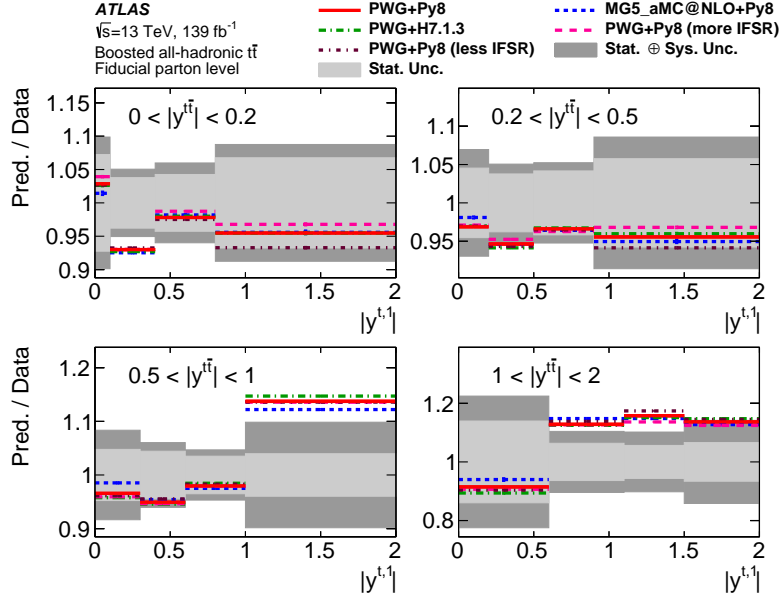 ATLAS
√s=13 TeV, 139 fb⁻¹
Boosted all-hadronic tt̄
Fiducial parton level
PWG+Py8
MG5_aMC@NLO+Py8
PWG+H7.1.3
PWG+Py8 (more IFSR)
PWG+Py8 (less IFSR)
Stat. ⊕ Sys. Unc.
Stat. Unc.
Pred. / Data
0 < |y^{tt̄}| < 0.2
1.15
1.1
1.05
1
0.95
0.9
0 0.5 1 1.5 2
|y^{t,1}|
0.2 < |y^{tt̄}| < 0.5
1.1
1.05
1
0.95
0 0.5 1 1.5 2
|y^{t,1}|
Pred. / Data
0.5 < |y^{tt̄}| < 1
1.2
1.1
1
0.9
0 0.5 1 1.5 2
|y^{t,1}|
1 < |y^{tt̄}| < 2
1.2
1
0.8
0 0.5 1 1.5 2
|y^{t,1}|